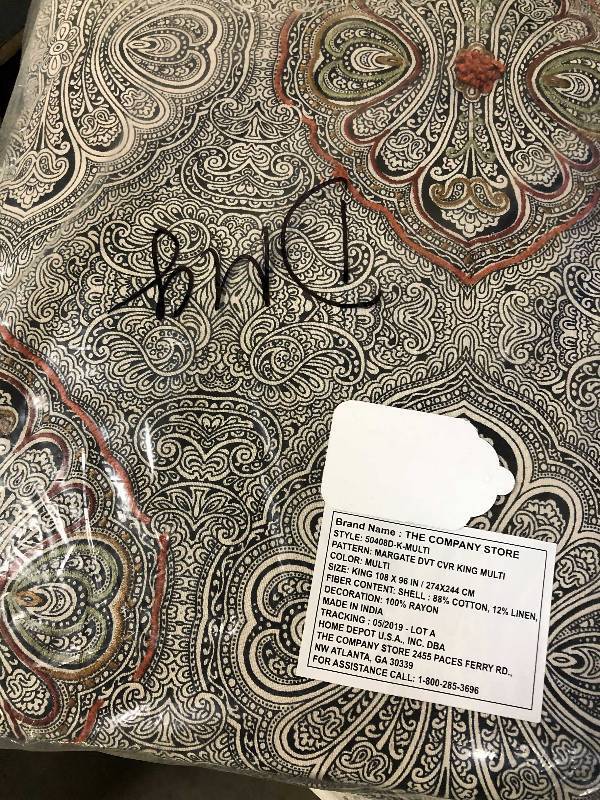 Dmg
Brand Name : THE COMPANY STORE
STYLE: 50408D-K-MULTI
PATTERN: MARGATE DVT CVR KING MULTI
COLOR: MULTI
SIZE: KING 108 X 96 IN / 274X244 CM
FIBER CONTENT: SHELL : 88% COTTON, 12% LINEN,
DECORATION: 100% RAYON
MADE IN INDIA
TRACKING : 05/2019 - LOT A
HOME DEPOT U.S.A., INC. DBA
THE COMPANY STORE 2455 PACES FERRY RD.,
NW ATLANTA, GA 30339
FOR ASSISTANCE CALL: 1-800-285-3696